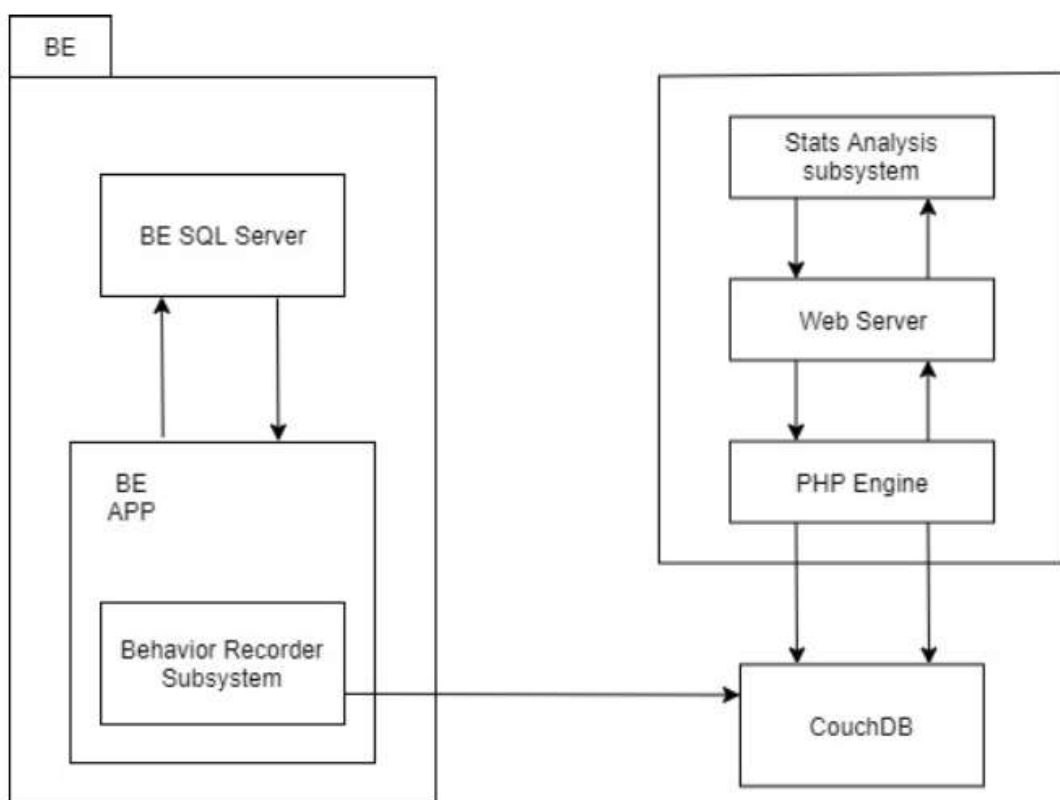 BE
BE SQL Server
BE
APP
Behavior Recorder
Subsystem
Stats Analysis
subsystem
Web Server
PHP Engine
CouchDB